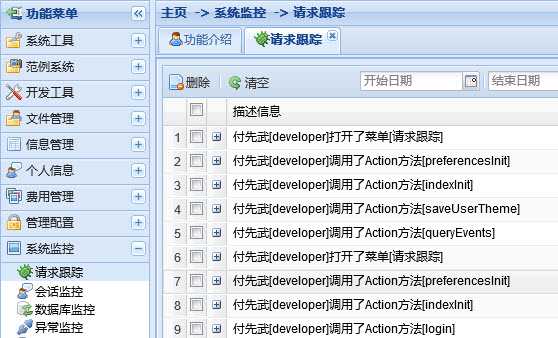 功能菜单
系统工具
范例系统
开发工具
文件管理
信息管理
个人信息
费用管理
管理配置
系统监控
请求跟踪
会话监控
数据库监控
异常监控
主页 -> 系统监控 -> 请求跟踪
功能介绍 请求跟踪
删除 清空 开始日期 结束日期
描述信息
1 付先武[developer]打开了菜单[请求跟踪]
2 付先武[developer]调用了Action方法[preferencesInit]
3 付先武[developer]调用了Action方法[indexInit]
4 付先武[developer]调用了Action方法[saveUserTheme]
5 付先武[developer]调用了Action方法[queryEvents]
6 付先武[developer]打开了菜单[请求跟踪]
7 付先武[developer]调用了Action方法[preferencesInit]
8 付先武[developer]调用了Action方法[indexInit]
9 付先武[developer]调用了Action方法[login]